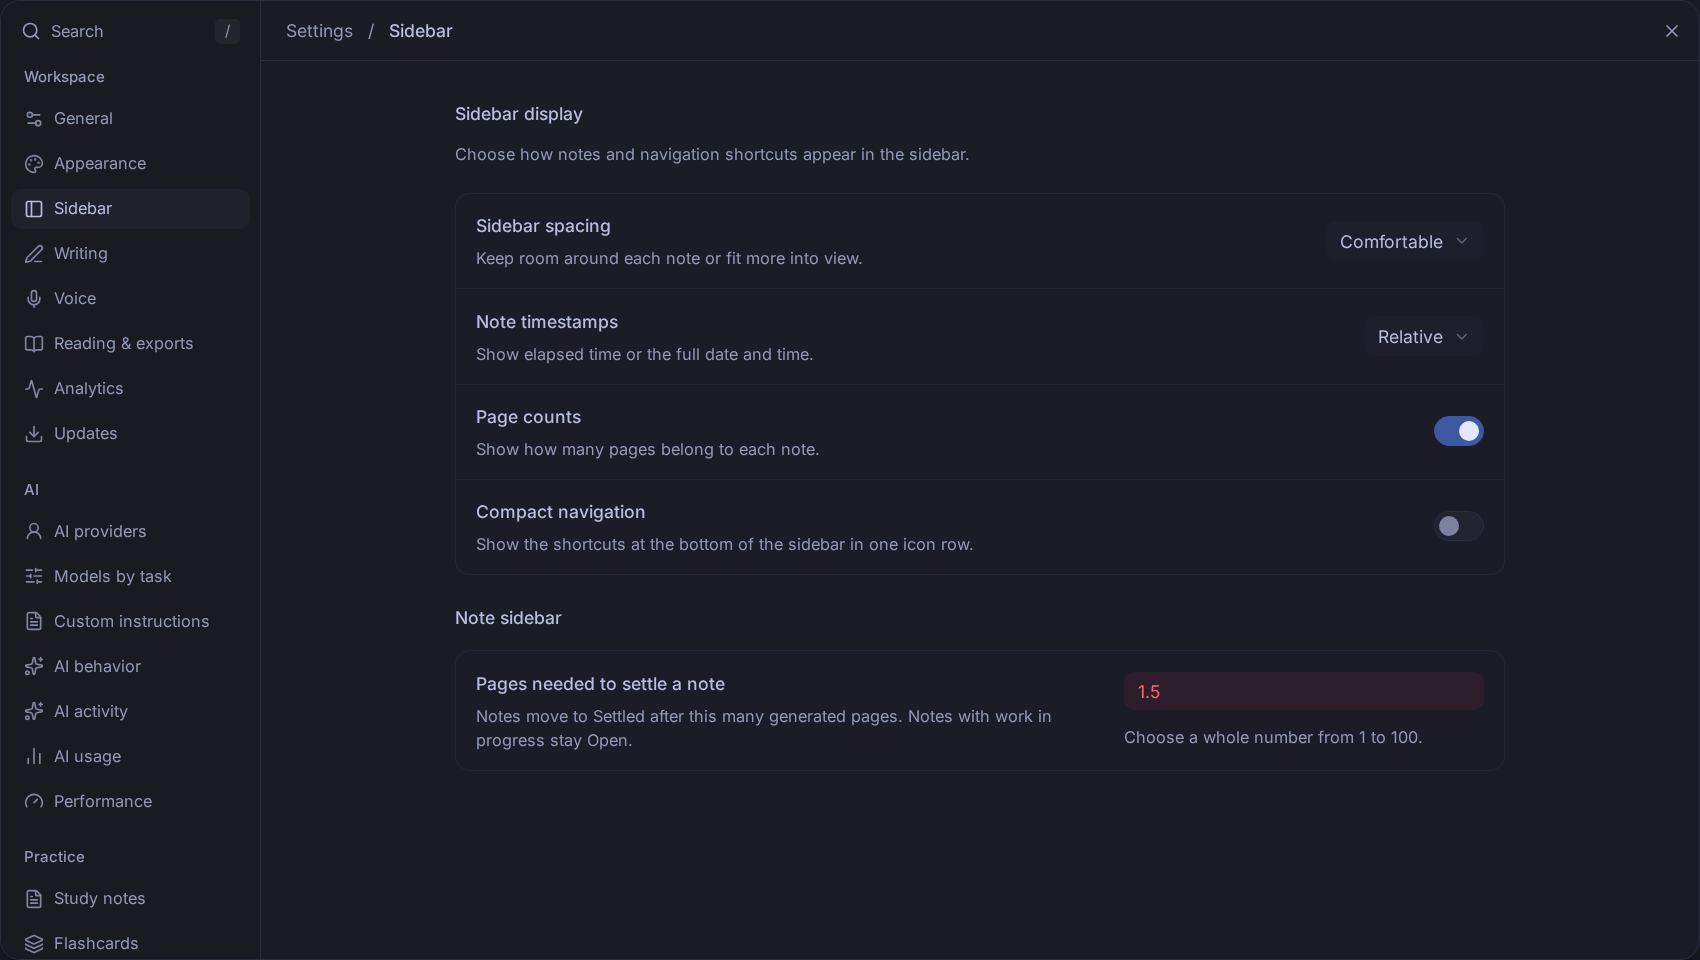 Search /
Workspace
General
Appearance
Sidebar
Writing
Voice
Reading & exports
Analytics
Updates
AI
AI providers
Models by task
Custom instructions
AI behavior
AI activity
AI usage
Performance
Practice
Study notes
Flashcards
Settings / Sidebar
Sidebar display
Choose how notes and navigation shortcuts appear in the sidebar.
Sidebar spacing
Keep room around each note or fit more into view.
Comfortable
Note timestamps
Show elapsed time or the full date and time.
Relative
Page counts
Show how many pages belong to each note.
Compact navigation
Show the shortcuts at the bottom of the sidebar in one icon row.
Note sidebar
Pages needed to settle a note
Notes move to Settled after this many generated pages. Notes with work in
progress stay Open.
1.5
Choose a whole number from 1 to 100.